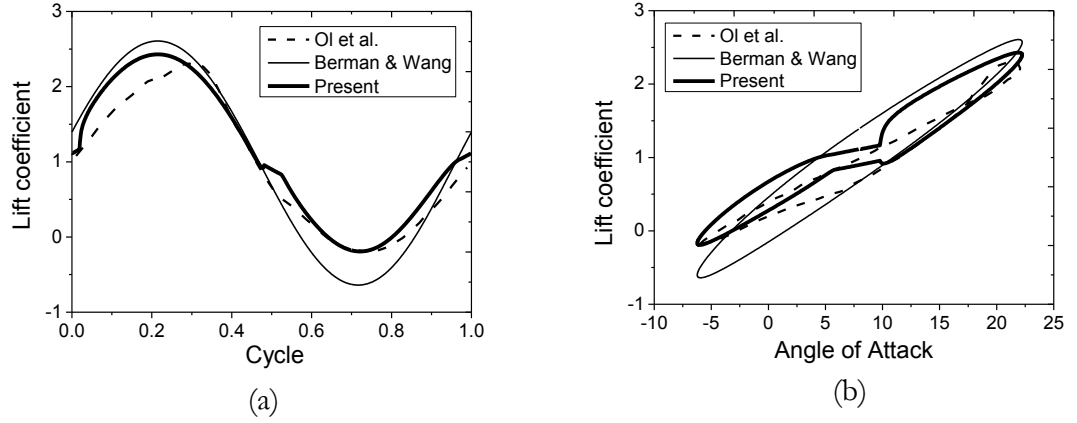 3
2
1
0
-1
0.0 0.2 0.4 0.6 0.8 1.0
Lift coefficient
Cycle
Ol et al.
Berman & Wang
Present
(a)
3
2
1
0
-1
-10 -5 0 5 10 15 20 25
Lift coefficient
Angle of Attack
Ol et al.
Berman & Wang
Present
(b)